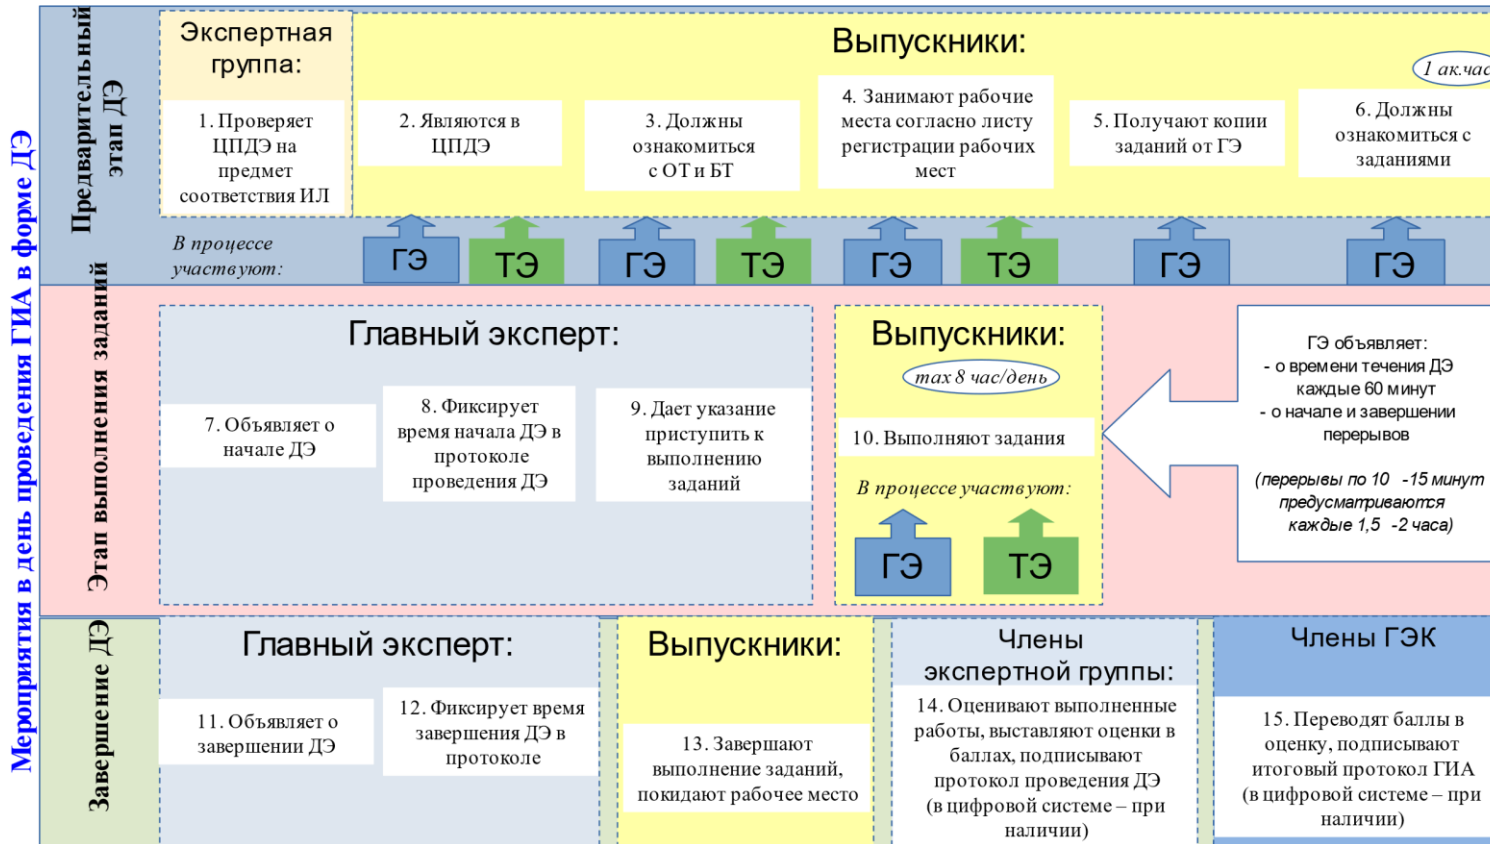 Мероприятия в день проведения ГИА в форме ДЭ
Предварительный
этап ДЭ
Экспертная
группа:
1. Проверяет
ЦПДЭ на
предмет
соответствия ИЛ
Выпускники:
1 ак.час
2. Являются в
ЦПДЭ
3. Должны
ознакомиться
с ОТ и БТ
4. Занимают рабочие
места согласно листу
регистрации рабочих
мест
5. Получают копии
заданий от ГЭ
6. Должны
ознакомиться с
заданиями
В процессе
участвуют:
ГЭ
ТЭ
ГЭ
ТЭ
ГЭ
ТЭ
ГЭ
ГЭ
Этап выполнения заданий
Главный эксперт:
7. Объявляет о
начале ДЭ
8. Фиксирует
время начала ДЭ в
протоколе
проведения ДЭ
9. Дает указание
приступить к
выполнению
заданий
Выпускники:
max 8 час/день
10. Выполняют задания
В процессе участвуют:
ГЭ
ТЭ
ГЭ объявляет:
- о времени течения ДЭ
каждые 60 минут
- о начале и завершении
перерывов
(перерывы по 10 -15 минут
предусматриваются
каждые 1,5 -2 часа)
Завершение ДЭ
Главный эксперт:
11. Объявляет о
завершении ДЭ
12. Фиксирует время
завершения ДЭ в
протоколе
Выпускники:
13. Завершают
выполнение заданий,
покидают рабочее место
Члены
экспертной группы:
14. Оценивают выполненные
работы, выставляют оценки в
баллах, подписывают
протокол проведения ДЭ
(в цифровой системе – при
наличии)
Члены ГЭК
15. Переводят баллы в
оценку, подписывают
итоговый протокол ГИА
(в цифровой системе – при
наличии)